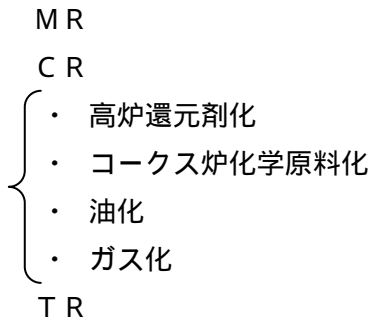 ＭＲ
ＣＲ
・ 高炉還元剤化
・ コークス炉化学原料化
・ 油化
・ ガス化
ＴＲ